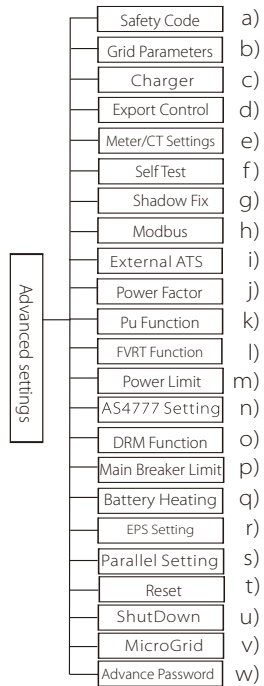 Safety Code a)
Grid Parameters b)
Charger c)
Export Control d)
Meter/CT Settings e)
Self Test f)
Shadow Fix g)
Modbus h)
External ATS i)
Power Factor j)
Pu Function k)
FVRT Function l)
Power Limit m)
AS4777 Setting n)
DRM Function o)
Main Breaker Limit p)
Battery Heating q)
EPS Setting r)
Parallel Setting s)
Reset t)
ShutDown u)
MicroGrid v)
Advance Password w)
Advanced settings